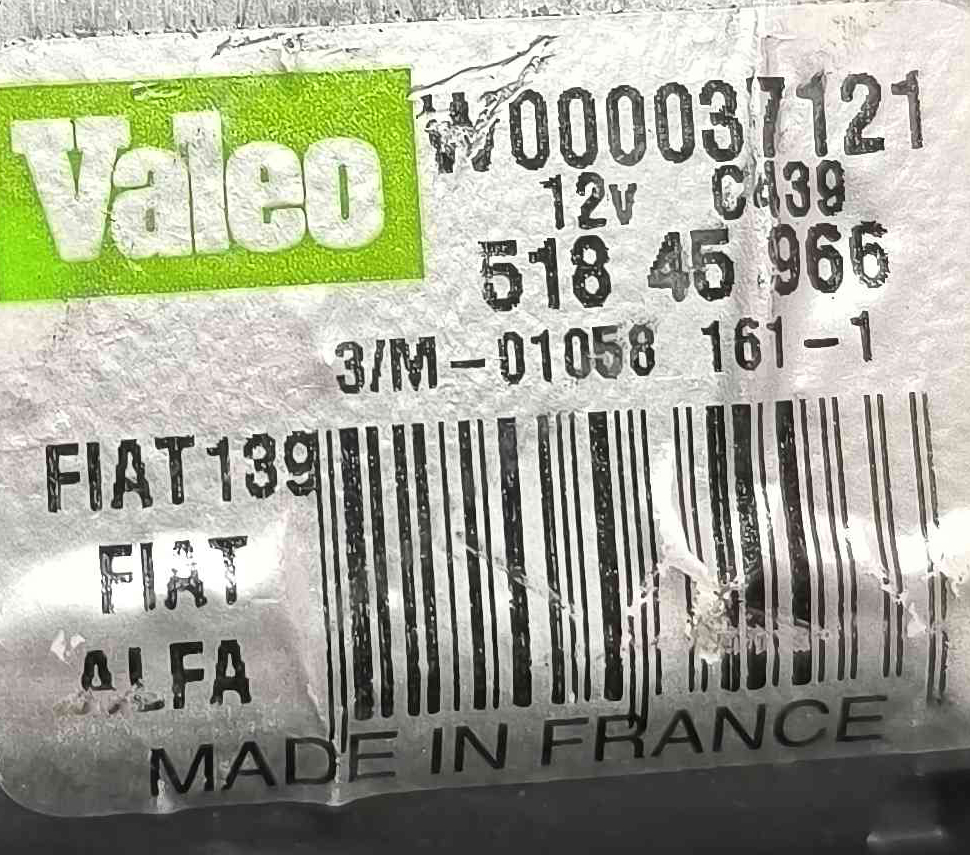 Valeo
W000037121
12v C439
518 45 966
3/M-01058 161-1
FIAT139
FIAT
ALFA
MADE IN FRANCE